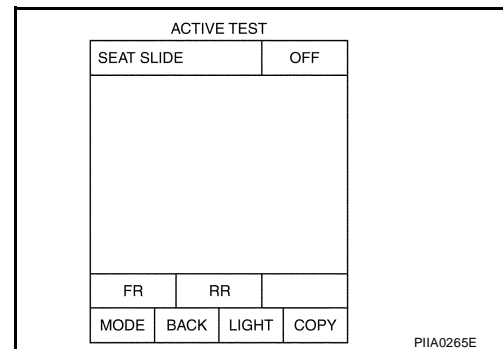 ACTIVE TEST
SEAT SLIDE OFF
FR RR
MODE BACK LIGHT COPY
PIIA0265E